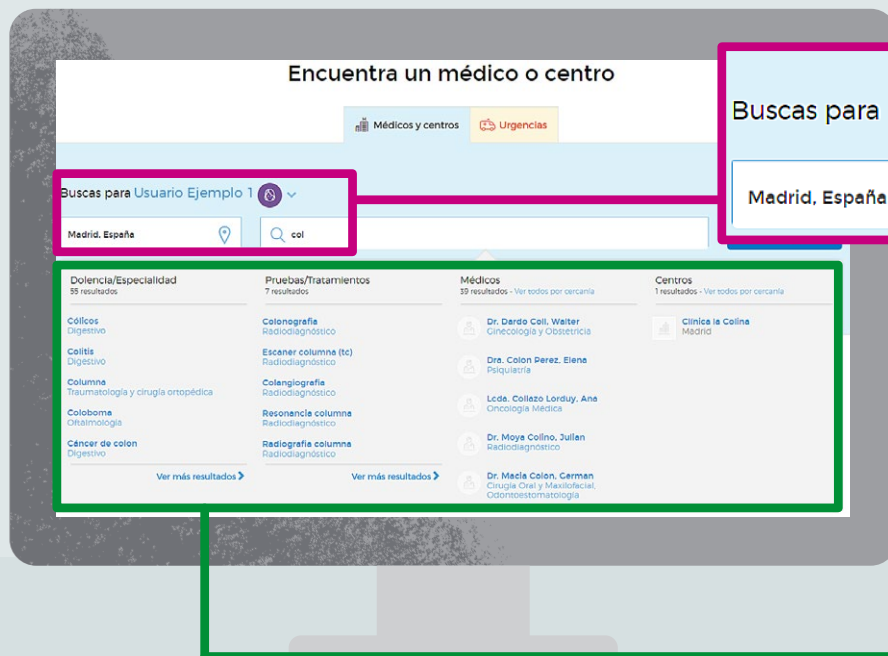 Encuentra un médico o centro
Médicos y centros
Urgencias
Buscas para Usuario Ejemplo 1
Madrid, España
col
Buscas para
Madrid, España
Dolencia/Especialidad
55 resultados
Cólicos
Digestivo
Colitis
Digestivo
Columna
Traumatología y cirugía ortopédica
Coloboma
Oftalmología
Cáncer de colon
Digestivo
Ver más resultados
Pruebas/Tratamientos
7 resultados
Colonografia
Radiodiagnóstico
Escaner columna (tc)
Radiodiagnóstico
Colangiografia
Radiodiagnóstico
Resonancia columna
Radiodiagnóstico
Radiografia columna
Radiodiagnóstico
Ver más resultados
Médicos
39 resultados - Ver todos por cercanía
Dr. Dardo Coll, Walter
Ginecología y Obstetricia
Dra. Colon Perez, Elena
Psiquiatría
Lcda. Collazo Lorduy, Ana
Oncología Médica
Dr. Moya Colino, Julian
Radiodiagnóstico
Dr. Macia Colon, German
Cirugía Oral y Maxilofacial,
Odontoestomatología
Centros
1 resultados - Ver todos por cercanía
Clínica la Colina
Madrid